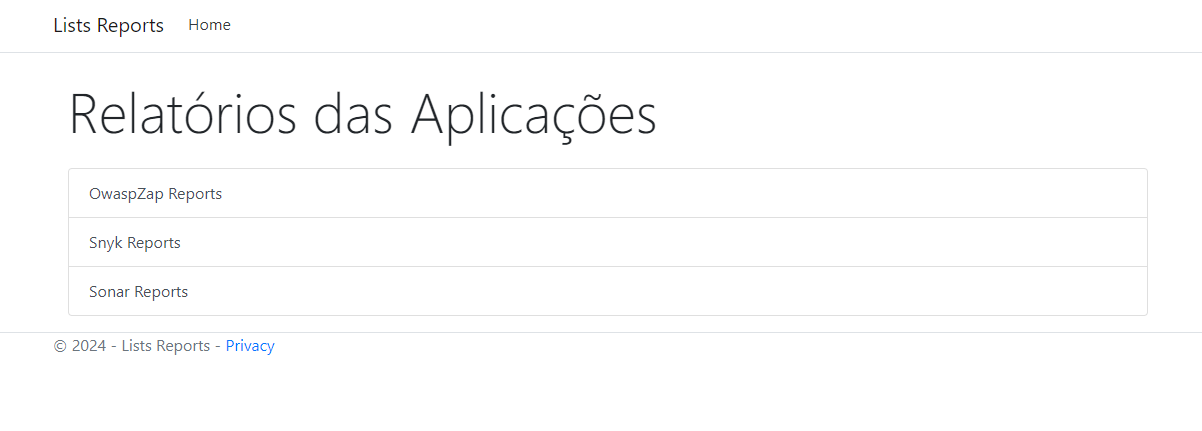 Lists Reports Home
Relatórios das Aplicações
OwaspZap Reports
Snyk Reports
Sonar Reports
© 2024 - Lists Reports - Privacy